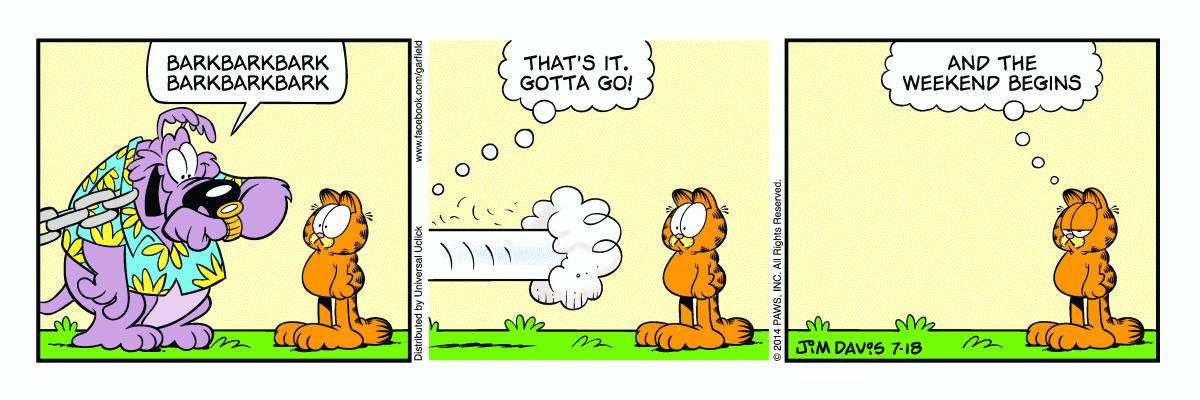 BARKBARKBARK
BARKBARKBARK
www.facebook.com/garfield
Distributed by Universal Uclick
THAT'S IT.
GOTTA GO!
© 2014 PAWS, INC. All Rights Reserved.
AND THE
WEEKEND BEGINS
JIM DAVIS 7-18